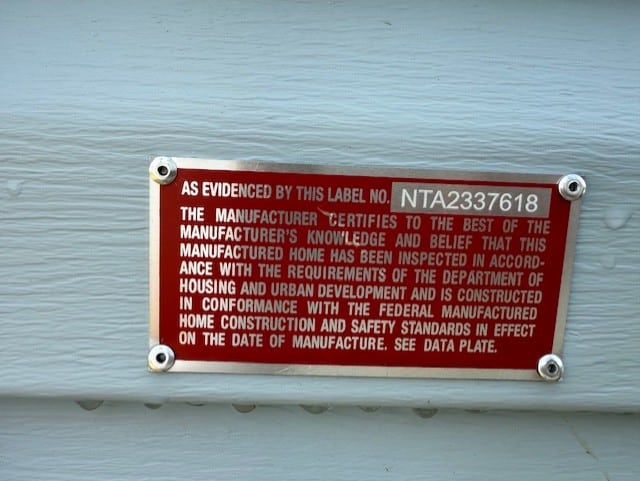 AS EVIDENCED BY THIS LABEL NO. NTA2337618
THE MANUFACTURER CERTIFIES TO THE BEST OF THE
MANUFACTURER'S KNOWLEDGE AND BELIEF THAT THIS
MANUFACTURED HOME HAS BEEN INSPECTED IN ACCORD-
ANCE WITH THE REQUIREMENTS OF THE DEPARTMENT OF
HOUSING AND URBAN DEVELOPMENT AND IS CONSTRUCTED
IN CONFORMANCE WITH THE FEDERAL MANUFACTURED
HOME CONSTRUCTION AND SAFETY STANDARDS IN EFFECT
ON THE DATE OF MANUFACTURE. SEE DATA PLATE.